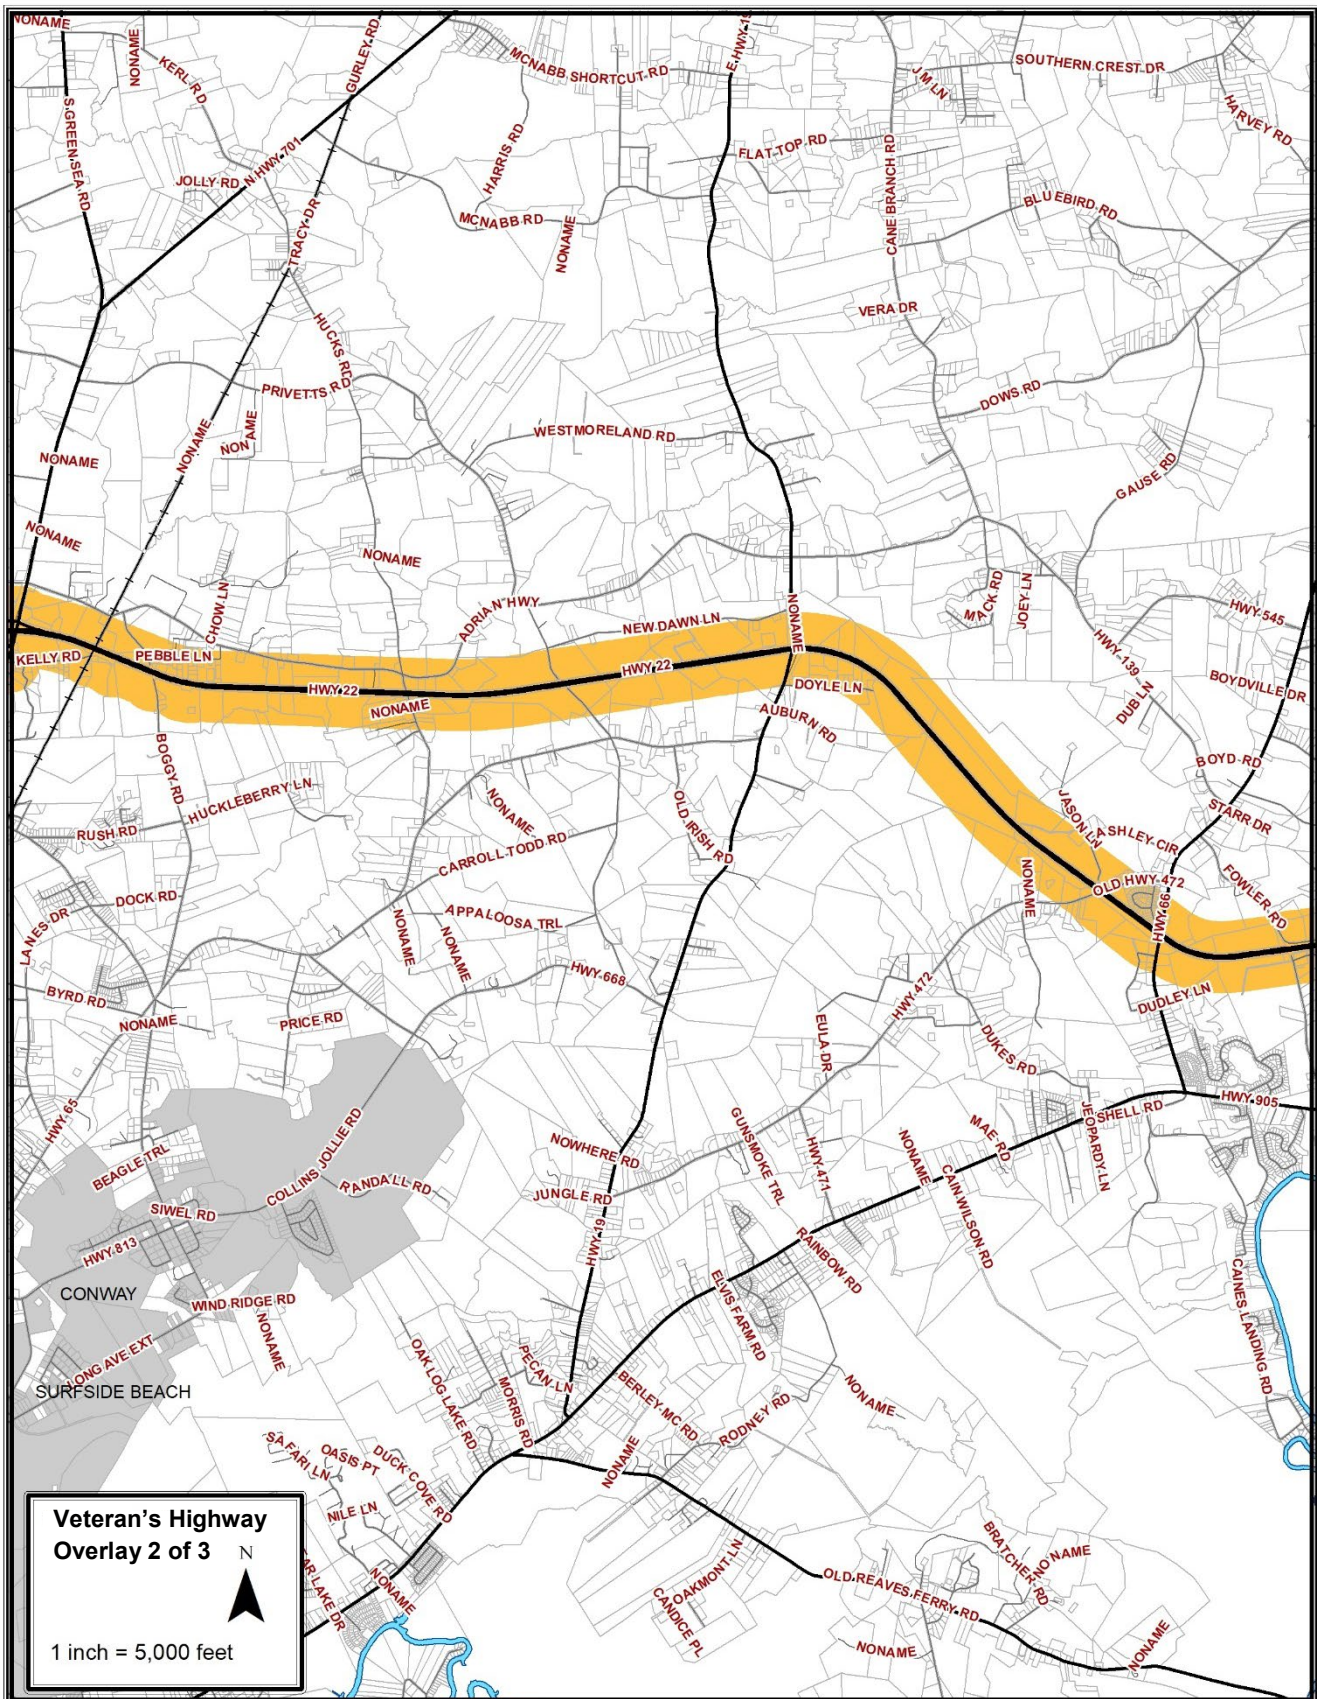 NONAME
NONAME
KERL RD
GURLEY RD
MCNABB SHORTCUT RD
E HWY 19
J M LN
SOUTHERN CREST DR
HARVEY RD
S GREEN SEA RD
JOLLY RD
N HWY 701
HARRIS RD
FLAT TOP RD
CANE BRANCH RD
BLUEBIRD RD
TRACY DR
MCNABB RD
NONAME
VERA DR
HUCKS RD
PRIVETTS RD
NONAME
NONAME
NONAME
WESTMORELAND RD
DOWS RD
GAUSE RD
NONAME
NONAME
CHOW LN
ADRIAN HWY
NEW DAWN LN
NONAME
MACK RD
JOEY LN
HWY 545
HWY 139
KELLY RD
PEBBLE LN
HWY 22
HWY 22
NONAME
DOYLE LN
AUBURN RD
DUB LN
BOYDVILLE DR
BOGGY RD
HUCKLEBERRY LN
RUSH RD
NONAME
OLD IRISH RD
CARROLL TODD RD
JASON LN
ASHLEY CIR
BOYD RD
STARR DR
LANES DR
DOCK RD
NONAME
NONAME
APPALOOSA TRL
NONAME
OLD HWY 472
HWY 66
FOWLER RD
BYRD RD
NONAME
PRICE RD
HWY 668
HWY 472
EULA DR
DUKES RD
DUDLEY LN
HWY 65
BEAGLE TRL
COLLINS JOLLIE RD
RANDALL RD
NOWHERE RD
JUNGLE RD
GUNSMOKE TRL
HWY 471
NONAME
MAE RD
JEOPARDY LN
SHELL RD
HWY 905
SIWEL RD
HWY 813
HWY 19
RAINBOW RD
CAIN WILSON RD
CONWAY
WIND RIDGE RD
NONAME
ELVIS FARM RD
CAINES LANDING RD
LONG AVE EXT
SURFSIDE BEACH
OAK LOG LAKE RD
PECAN LN
MORRIS RD
BERLEY MC RD
RODNEY RD
NONAME
SAFARI LN
OASIS PT
DUCK COVE RD
NONAME
NILE LN
NONAME
OAKMONT LN
CANDICE PL
OLD REAVES FERRY RD
BRATCHER RD
NO NAME
NONAME
NONAME
Veteran's Highway
Overlay 2 of 3
N
1 inch = 5,000 feet